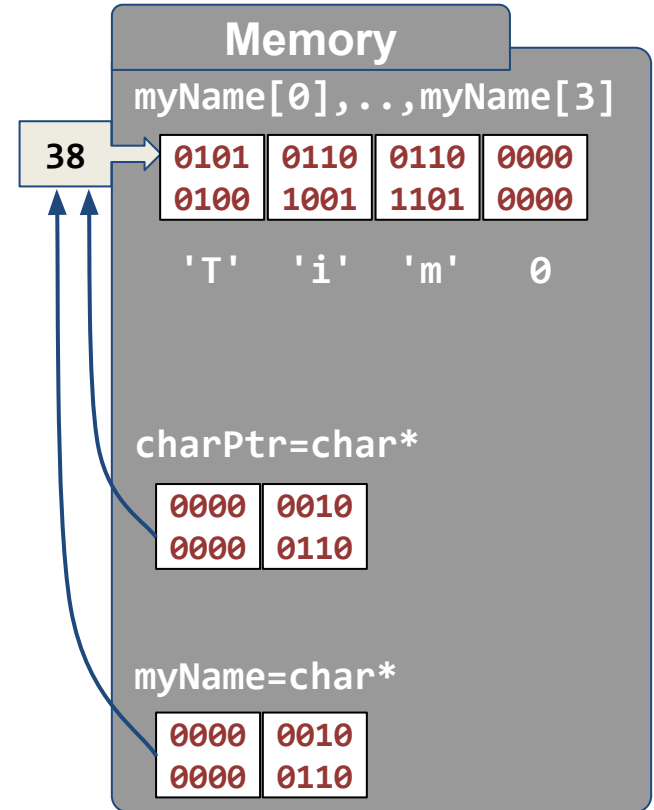 Memory
myName[0],..,myName[3]
38
0101 0110 0110 0000
0100 1001 1101 0000
'T' 'i' 'm' 0
charPtr=char*
0000 0010
0000 0110
myName=char*
0000 0010
0000 0110